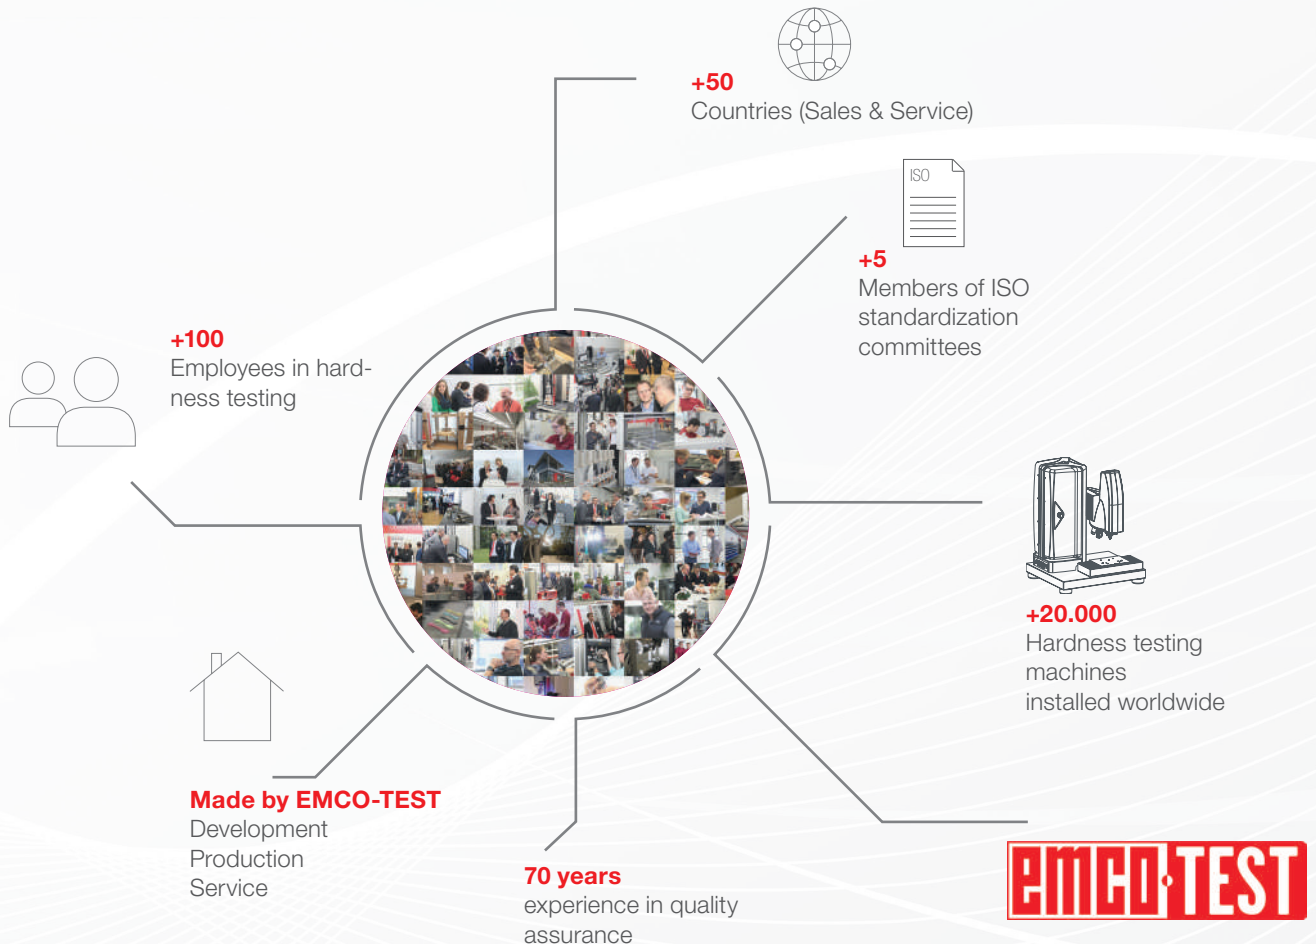 +50
Countries (Sales & Service)
ISO
+5
Members of ISO
standardization
committees
+100
Employees in hard-
ness testing
+20.000
Hardness testing
machines
installed worldwide
Made by EMCO-TEST
Development
Production
Service
70 years
experience in quality
assurance
emco·TEST